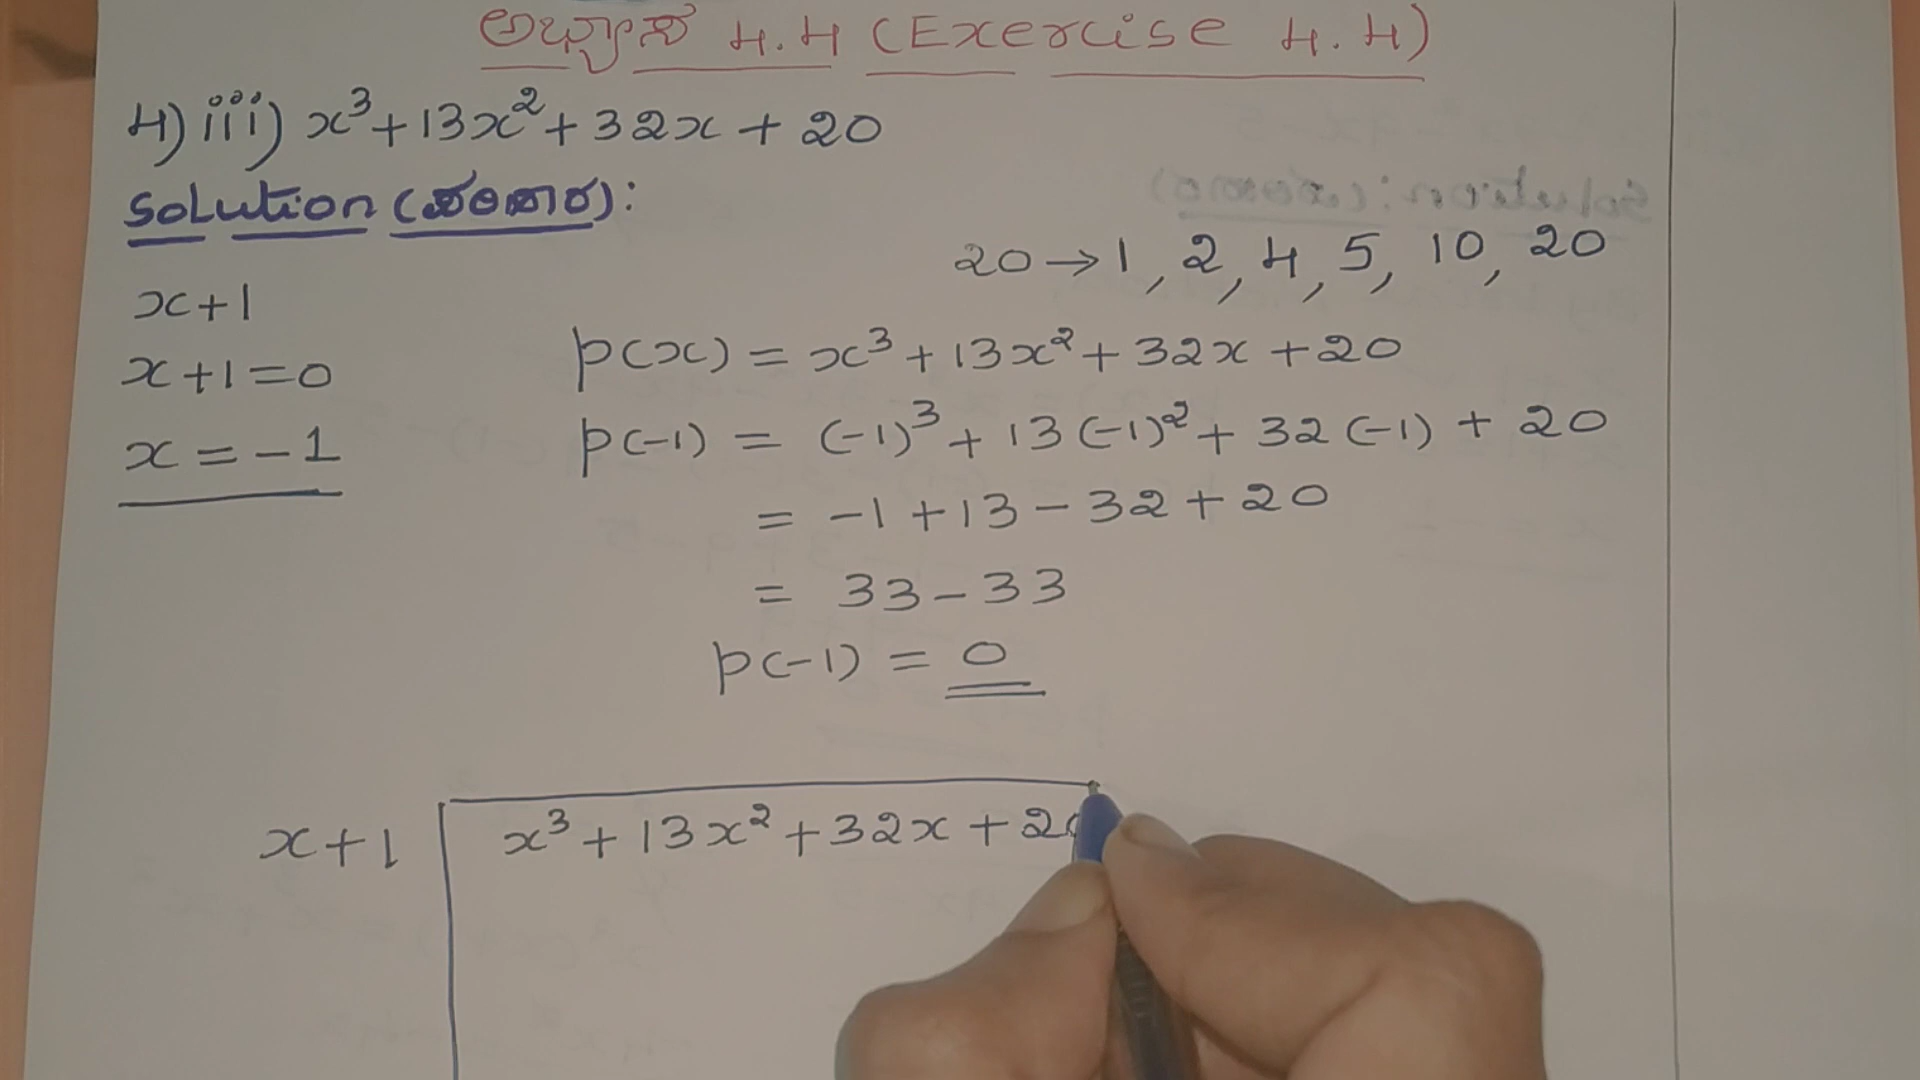 ಅಭ್ಯಾಸ 4.4 (Exercise 4.4)
4) iii) x³+13x²+32x+20
Solution (ಪರಿಹಾರ):
20→1, 2, 4, 5, 10, 20
x+1
x+1=0
x=-1
p(x) = x³+13x²+32x+20
p(-1) = (-1)³+13(-1)²+32(-1)+20
= -1+13-32+20
= 33-33
p(-1) = 0
x+1 x³+13x²+32x+20